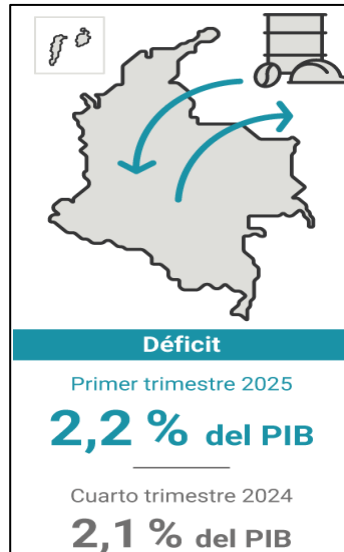 Déficit
Primer trimestre 2025
2,2 % del PIB
Cuarto trimestre 2024
2,1 % del PIB